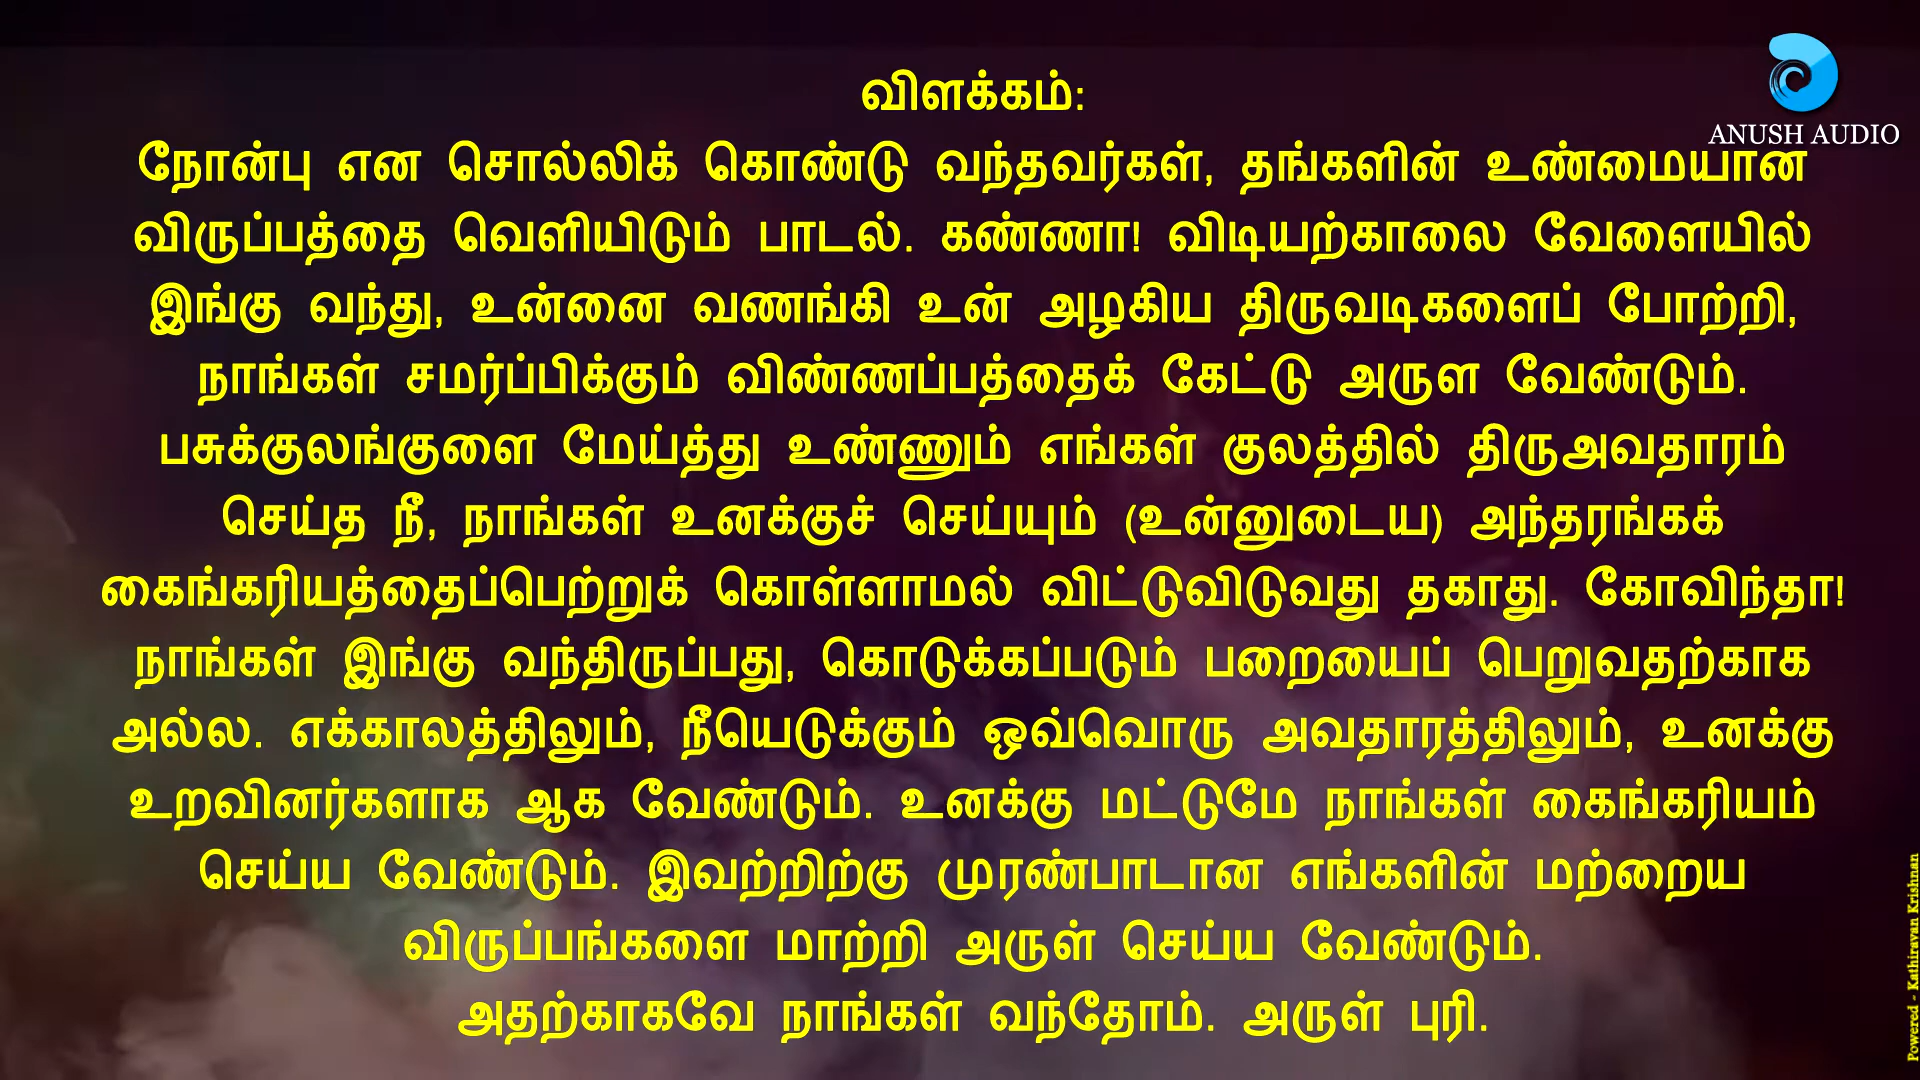 ANUSH AUDIO
விளக்கம்:
நோன்பு என சொல்லிக் கொண்டு வந்தவர்கள், தங்களின் உண்மையான
விருப்பத்தை வெளியிடும் பாடல். கண்ணா! விடியற்காலை வேளையில்
இங்கு வந்து, உன்னை வணங்கி உன் அழகிய திருவடிகளைப் போற்றி,
நாங்கள் சமர்ப்பிக்கும் விண்ணப்பத்தைக் கேட்டு அருள வேண்டும்.
பசுக்குலங்குளை மேய்த்து உண்ணும் எங்கள் குலத்தில் திருஅவதாரம்
செய்த நீ, நாங்கள் உனக்குச் செய்யும் (உன்னுடைய) அந்தரங்கக்
கைங்கரியத்தைப்பெற்றுக் கொள்ளாமல் விட்டுவிடுவது தகாது. கோவிந்தா!
நாங்கள் இங்கு வந்திருப்பது, கொடுக்கப்படும் பறையைப் பெறுவதற்காக
அல்ல. எக்காலத்திலும், நீயெடுக்கும் ஒவ்வொரு அவதாரத்திலும், உனக்கு
உறவினர்களாக ஆக வேண்டும். உனக்கு மட்டுமே நாங்கள் கைங்கரியம்
செய்ய வேண்டும். இவற்றிற்கு முரண்பாடான எங்களின் மற்றைய
விருப்பங்களை மாற்றி அருள் செய்ய வேண்டும்.
அதற்காகவே நாங்கள் வந்தோம். அருள் புரி.
Powered ~ Kathiravan Krishnan